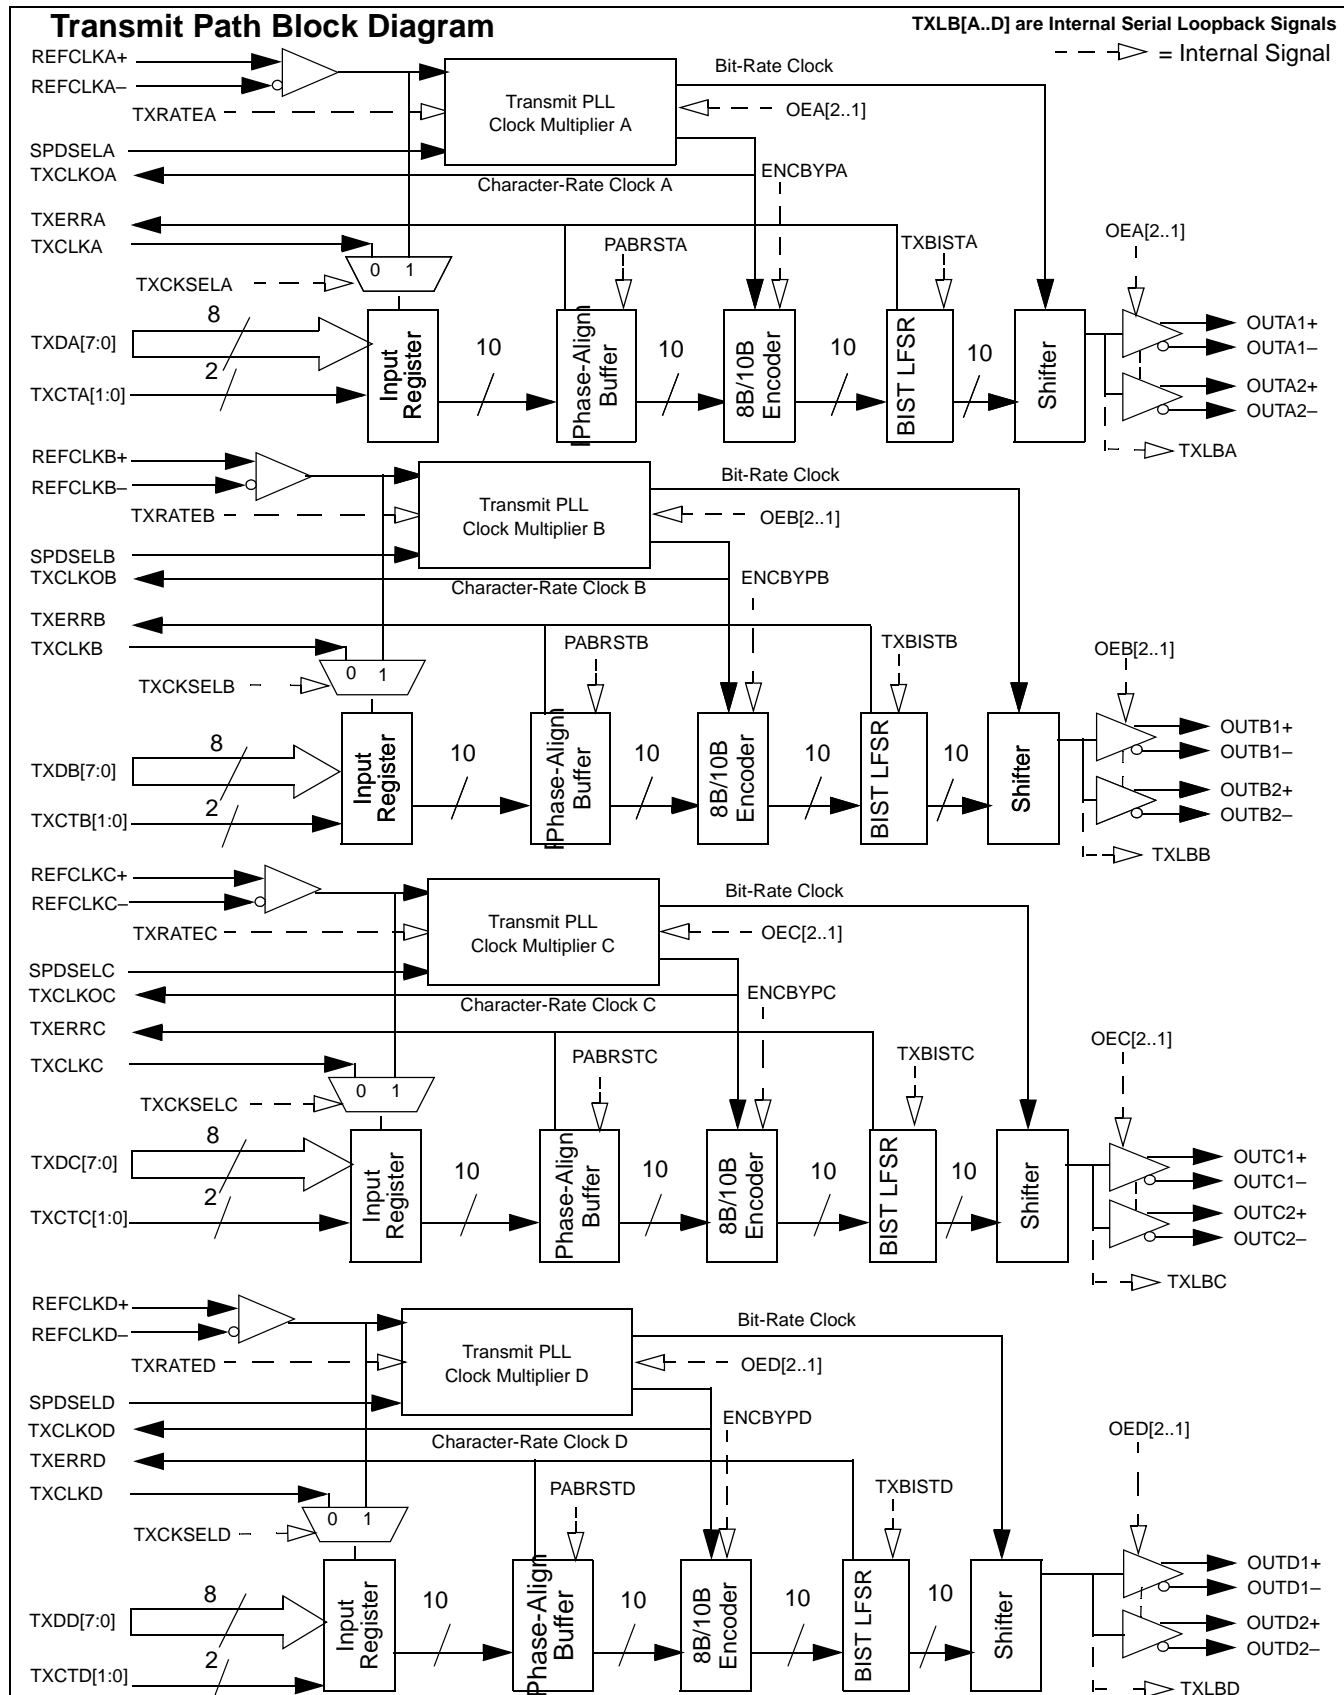 Transmit Path Block Diagram
TXLB[A..D] are Internal Serial Loopback Signals
= Internal Signal
REFCLKA+
REFCLKA–
TXRATEA
SPDSELA
TXCLKOA
TXERRA
TXCLKA
TXCKSELA
TXDA[7:0]
TXCTA[1:0]
Transmit PLL
Clock Multiplier A
Bit-Rate Clock
OEA[2..1]
Character-Rate Clock A
ENCBYPA
PABRSTA
TXBISTA
OEA[2..1]
0 1
8
2
Input
Register
10
Phase-Align
Buffer
10
8B/10B
Encoder
10
BIST LFSR
10
Shifter
OUTA1+
OUTA1–
OUTA2+
OUTA2–
TXLBA
REFCLKB+
REFCLKB–
TXRATEB
SPDSELB
TXCLKOB
TXERRB
TXCLKB
TXCKSELB
TXDB[7:0]
TXCTB[1:0]
Transmit PLL
Clock Multiplier B
Bit-Rate Clock
OEB[2..1]
Character-Rate Clock B
ENCBYPB
PABRSTB
TXBISTB
OEB[2..1]
0 1
8
2
Input
Register
10
Phase-Align
Buffer
10
8B/10B
Encoder
10
BIST LFSR
10
Shifter
OUTB1+
OUTB1–
OUTB2+
OUTB2–
TXLBB
REFCLKC+
REFCLKC–
TXRATEC
SPDSELC
TXCLKOC
TXERRC
TXCLKC
TXCKSELC
TXDC[7:0]
TXCTC[1:0]
Transmit PLL
Clock Multiplier C
Bit-Rate Clock
OEC[2..1]
Character-Rate Clock C
ENCBYPC
PABRSTC
TXBISTC
OEC[2..1]
0 1
8
2
Input
Register
10
Phase-Align
Buffer
10
8B/10B
Encoder
10
BIST LFSR
10
Shifter
OUTC1+
OUTC1–
OUTC2+
OUTC2–
TXLBC
REFCLKD+
REFCLKD–
TXRATED
SPDSELD
TXCLKOD
TXERRD
TXCLKD
TXCKSELD
TXDD[7:0]
TXCTD[1:0]
Transmit PLL
Clock Multiplier D
Bit-Rate Clock
OED[2..1]
Character-Rate Clock D
ENCBYPD
PABRSTD
TXBISTD
OED[2..1]
0 1
8
2
Input
Register
10
Phase-Align
Buffer
10
8B/10B
Encoder
10
BIST LFSR
10
Shifter
OUTD1+
OUTD1–
OUTD2+
OUTD2–
TXLBD